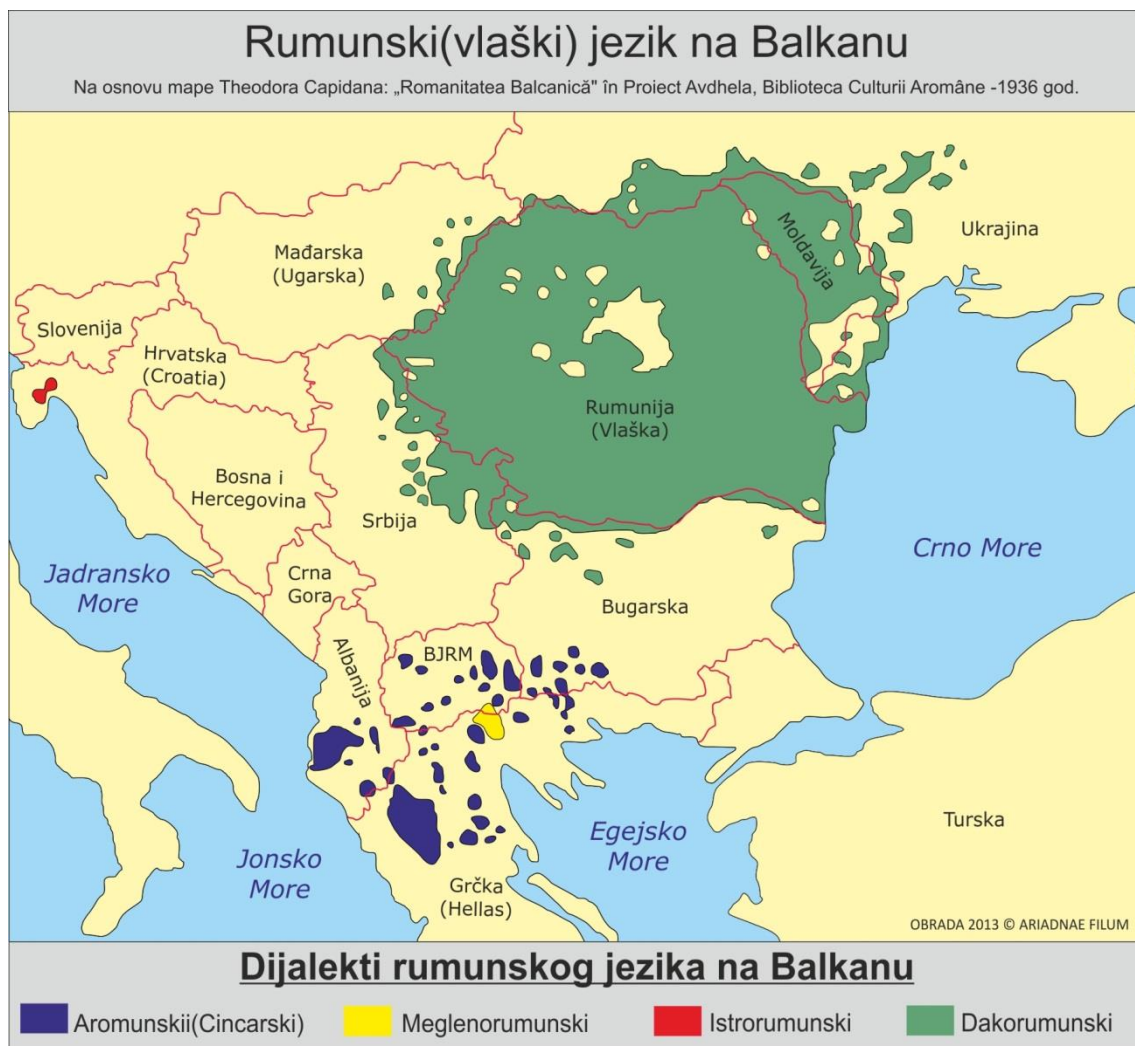 Rumunski(vlaški) jezik na Balkanu
Na osnovu mape Theodora Capidana: „Romanitatea Balcanică" în Proiect Avdhela, Biblioteca Culturii Aromâne -1936 god.
Ukrajina
Moldavija
Mađarska
(Ugarska)
Slovenija
Hrvatska
(Croatia)
Rumunija
(Vlaška)
Bosna i
Hercegovina
Srbija
Crno More
Jadransko
More
Crna
Gora
Bugarska
Albanija
BJRM
Egejsko
More
Turska
Jonsko
More
Grčka
(Hellas)
OBRADA 2013 © ARIADNAE FILUM
Dijalekti rumunskog jezika na Balkanu
Aromunskii(Cincarski)
Meglenorumunski
Istrorumunski
Dakorumunski